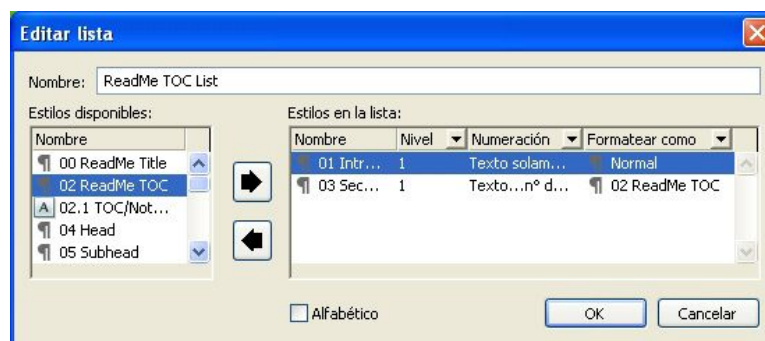 Editar lista
Nombre: ReadMe TOC List
Estilos disponibles:
Nombre
00 ReadMe Title
02 ReadMe TOC
A 02.1 TOC/Not...
04 Head
05 Subhead
Estilos en la lista:
Nombre Nivel Numeración Formatear como
01 Intr... 1 Texto solam... Normal
03 Sec... 1 Texto...nº d... 02 ReadMe TOC
Alfabético
OK Cancelar